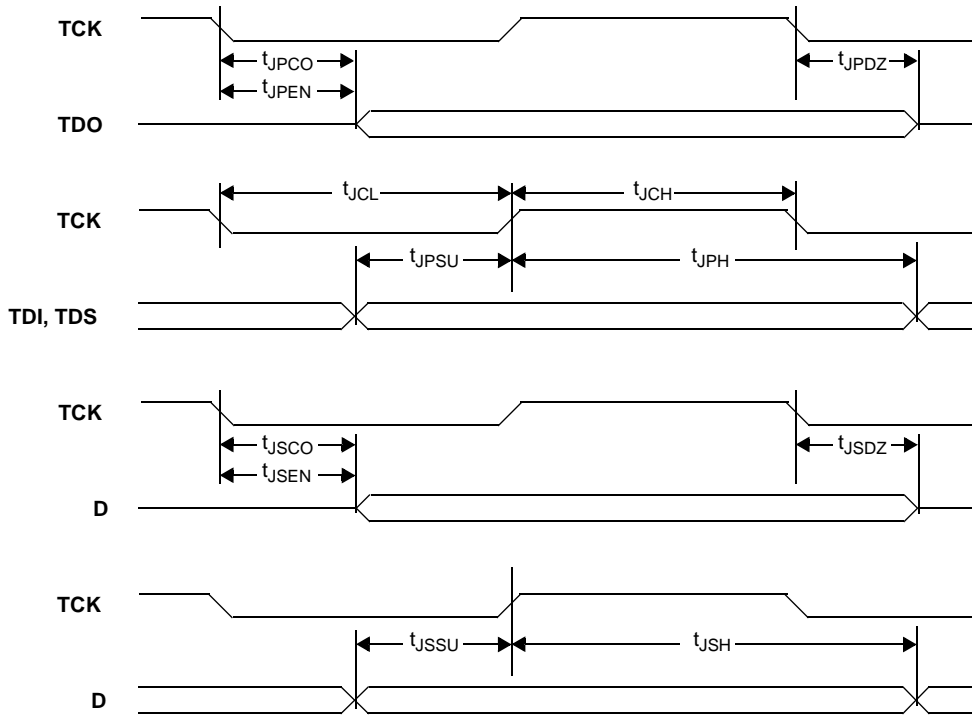 TCK
tJPCO
tJPDZ
tJPEN
TDO
tJCL
tJCH
TCK
tJPSU
tJPH
TDI, TDS
TCK
tJSCO
tJSDZ
tJSEN
D
TCK
tJSSU
tJSH
D